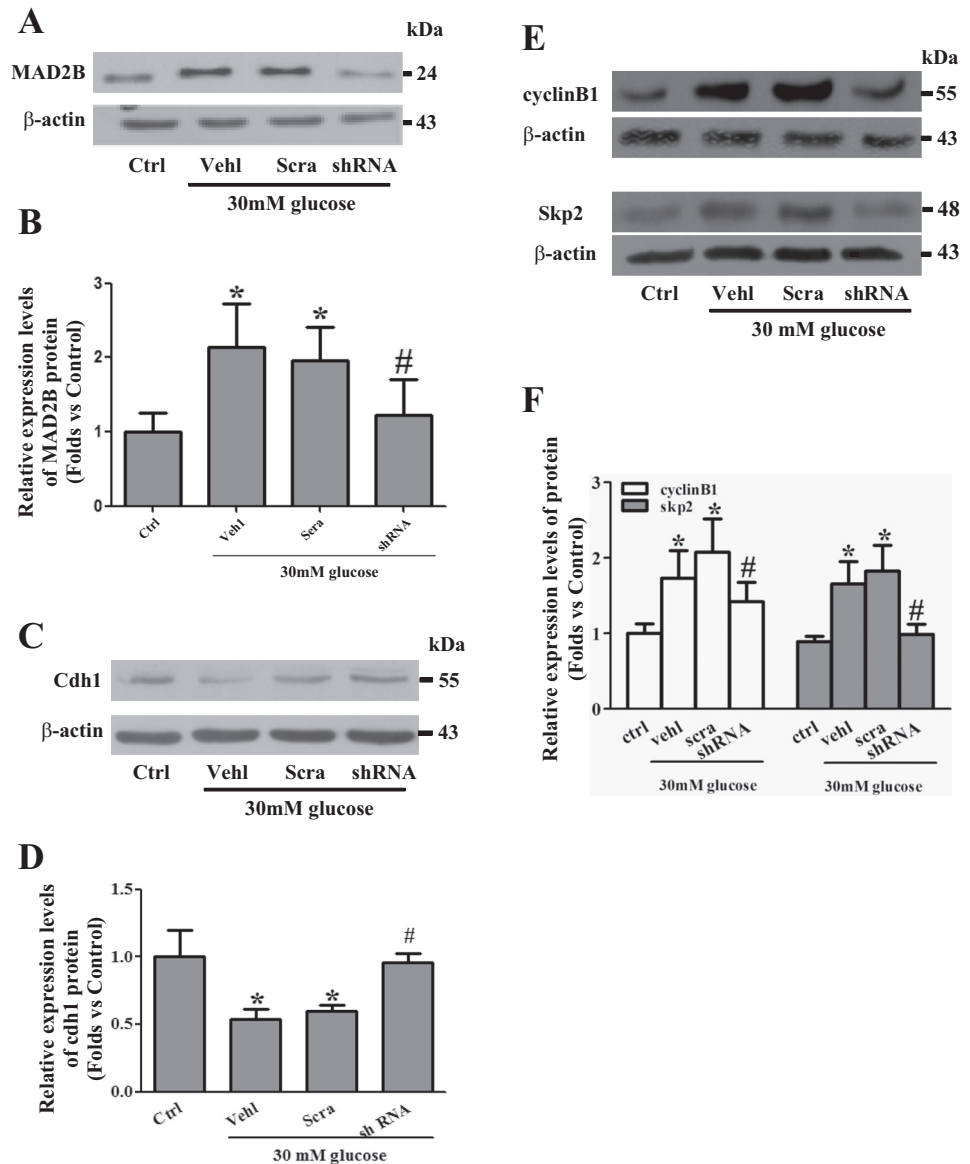 A
kDa
MAD2B
24
β-actin
43
Ctrl Vehl Scra shRNA
30mM glucose
B
Relative expression levels
of MAD2B protein
(Folds vs Control)
3
2
1
0
*
*
#
Ctrl Vehl Scra shRNA
30mM glucose
C
kDa
Cdh1
55
β-actin
43
Ctrl Vehl Scra shRNA
30mM glucose
D
Relative expression levels
of cdh1 protein
(Folds vs Control)
1.5
1.0
0.5
0.0
*
*
#
Ctrl Vehl Scra sh RNA
30 mM glucose
E
kDa
cyclinB1
55
β-actin
43
Skp2
48
β-actin
43
Ctrl Vehl Scra shRNA
30 mM glucose
F
Relative expression levels of protein
(Folds vs Control)
3
2
1
0
cyclinB1
skp2
*
*
#
*
*
#
ctrl vehl scra shRNA ctrl vehl scra shRNA
30mM glucose 30mM glucose